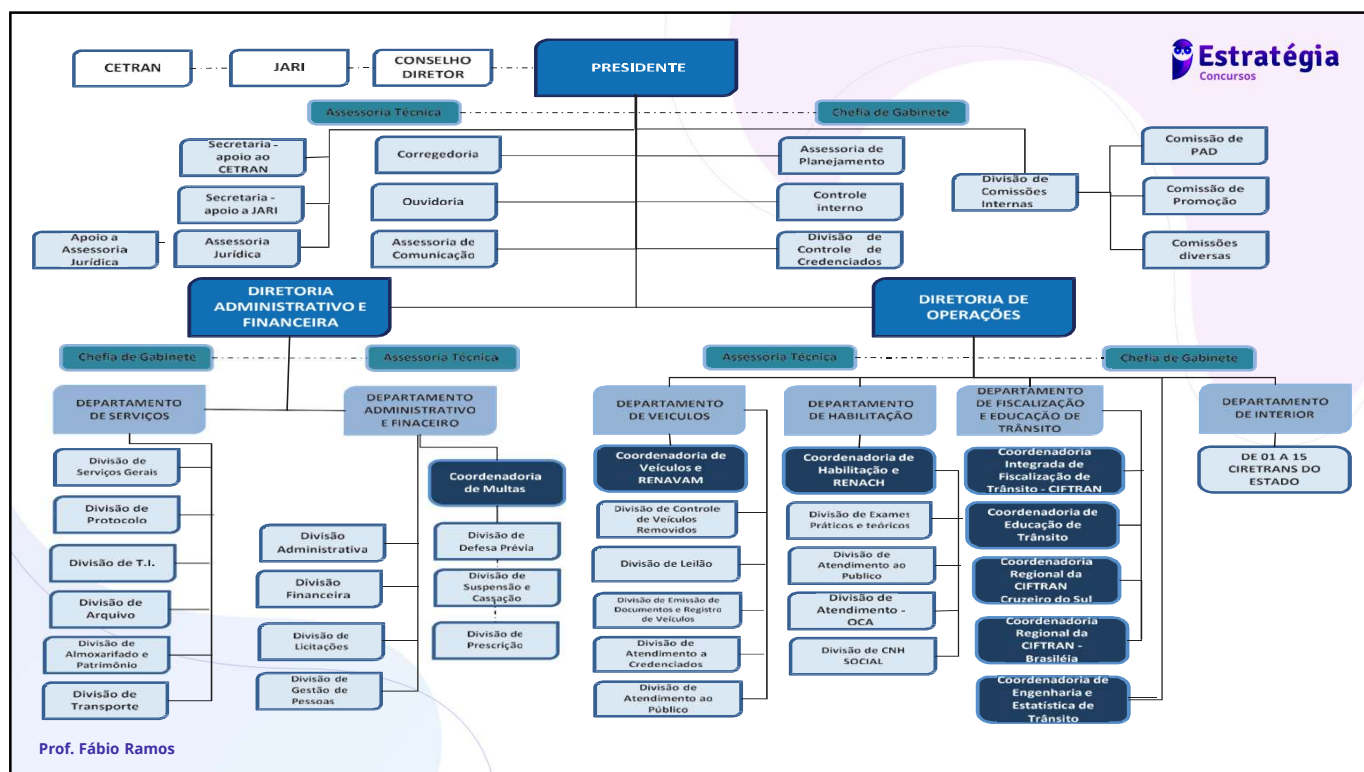 CETRAN
JARI
CONSELHO
DIRETOR
PRESIDENTE
Estratégia
Concursos
Assessoria Técnica
Chefia de Gabinete
Secretaria -
apoio ao
CETRAN
Corregedoria
Assessoria de
Planejamento
Divisão de
Comissões
Internas
Comissão de
PAD
Secretaria -
apoio a JARI
Ouvidoria
Controle
interno
Comissão de
Promoção
Apoio a
Assessoria
Jurídica
Assessoria
Jurídica
Assessoria de
Comunicação
Divisão de
Controle de
Credenciados
Comissões
diversas
DIRETORIA
ADMINISTRATIVO E
FINANCEIRA
DIRETORIA DE
OPERAÇÕES
Chefia de Gabinete
Assessoria Técnica
Assessoria Técnica
Chefia de Gabinete
DEPARTAMENTO
DE SERVIÇOS
DEPARTAMENTO
ADMINISTRATIVO
E FINACEIRO
DEPARTAMENTO
DE VEICULOS
DEPARTAMENTO
DE HABILITAÇÃO
DEPARTAMENTO
DE FISCALIZAÇÃO
E EDUCAÇÃO DE
TRÂNSITO
DEPARTAMENTO
DE INTERIOR
Divisão de
Serviços Gerais
Divisão de
Protocolo
Divisão de T.I.
Divisão de
Arquivo
Divisão de
Almoxarifado e
Patrimônio
Divisão de
Transporte
Divisão
Administrativa
Divisão
Financeira
Divisão de
Licitações
Divisão de
Gestão de
Pessoas
Coordenadoria
de Multas
Divisão de
Defesa Prévia
Divisão de
Suspensão e
Cassação
Divisão de
Prescrição
Coordenadoria de
Veículos e
RENAVAM
Divisão de Controle
de Veículos
Removidos
Divisão de Leilão
Divisão de Emissão de
Documentos e Registro
de Veículos
Divisão de
Atendimento a
Credenciados
Divisão de
Atendimento ao
Público
Coordenadoria de
Habilitação e
RENACH
Divisão de Exames
Práticos e teóricos
Divisão de
Atendimento ao
Publico
Divisão de
Atendimento -
OCA
Divisão de CNH
SOCIAL
Coordenadoria
Integrada de
Fiscalização de
Trânsito - CIFTRAN
Coordenadoria de
Educação de
Trânsito
Coordenadoria
Regional da
CIFTRAN
Cruzeiro do Sul
Coordenadoria
Regional da
CIFTRAN -
Brasiléia
Coordenadoria de
Engenharia e
Estatística de
Trânsito
DE 01 A 15
CIRETRANS DO
ESTADO
Prof. Fábio Ramos